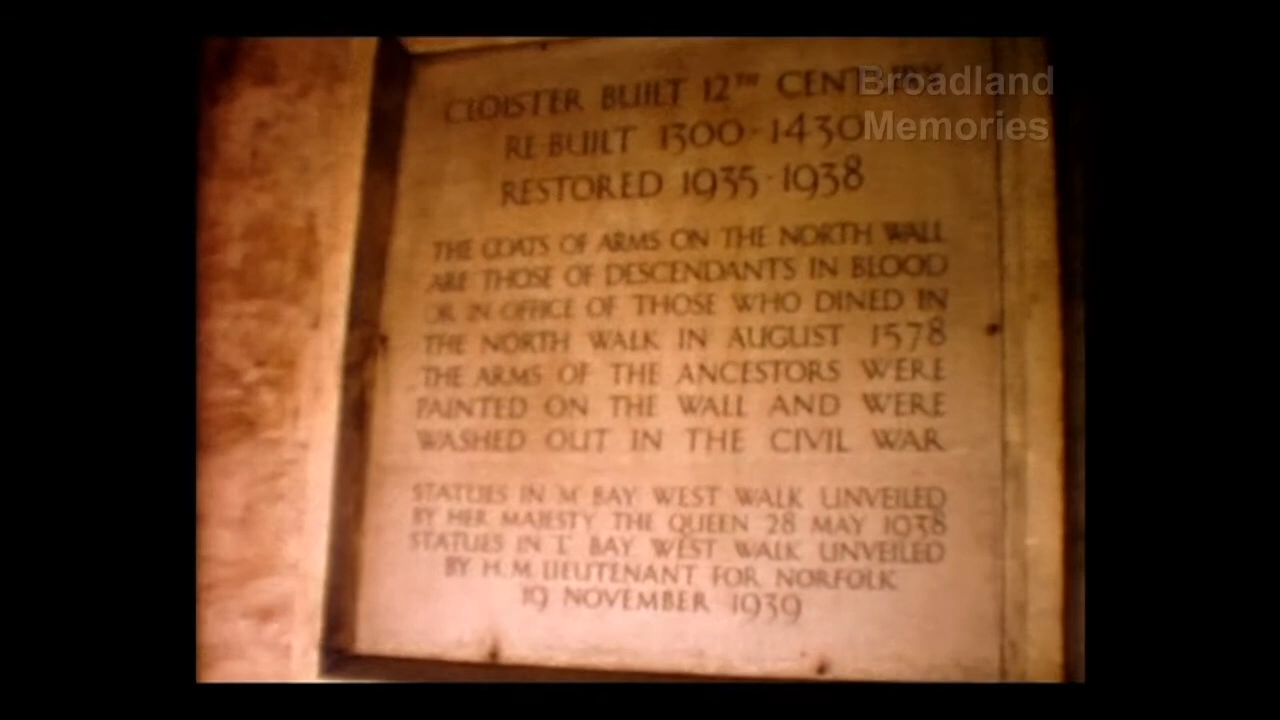 CLOISTER BUILT 12TH CENTURY
RE-BUILT 1300-1430
RESTORED 1935-1938
THE COATS OF ARMS ON THE NORTH WALL
ARE THOSE OF DESCENDANTS IN BLOOD
OR IN OFFICE OF THOSE WHO DINED IN
THE NORTH WALK IN AUGUST 1578
THE ARMS OF THE ANCESTORS WERE
PAINTED ON THE WALL AND WERE
WASHED OUT IN THE CIVIL WAR
STATUES IN M BAY WEST WALK UNVEILED
BY HER MAJESTY THE QUEEN 28 MAY 1938
STATUES IN L BAY WEST WALK UNVEILED
BY H.M. LIEUTENANT FOR NORFOLK
19 NOVEMBER 1939
Broadland
Memories